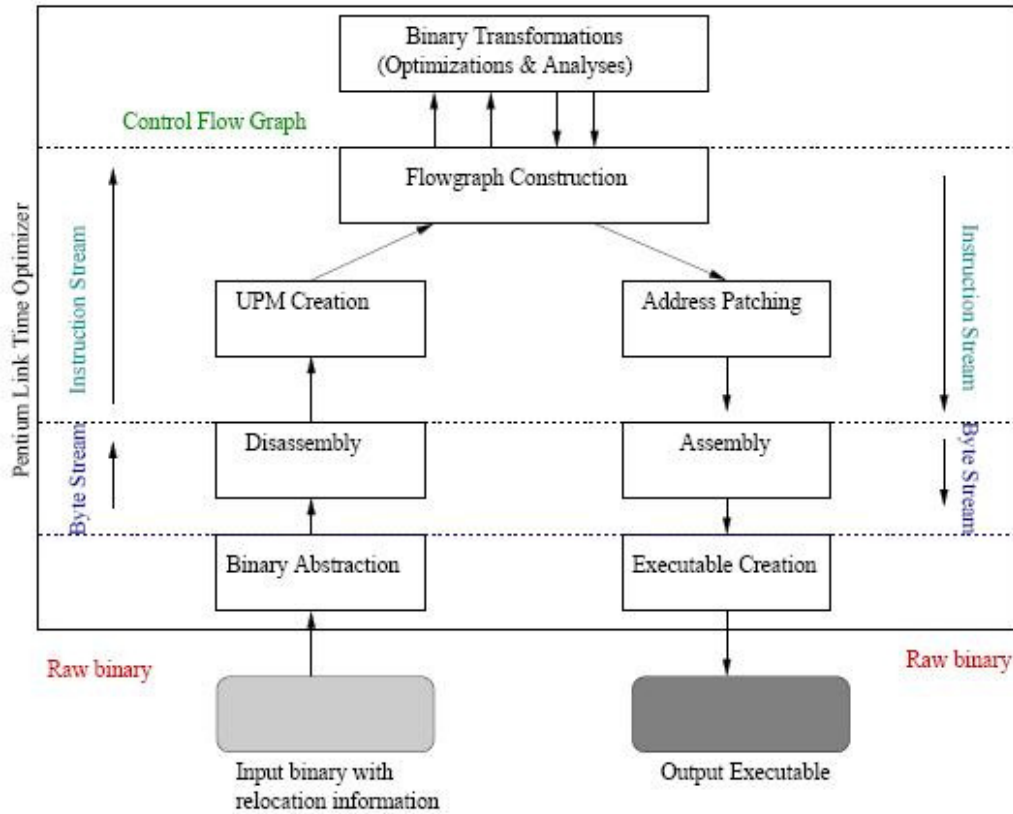 Binary Transformations
(Optimizations & Analyses)
Control Flow Graph
Flowgraph Construction
Pentium Link Time Optimizer
Instruction Stream
Instruction Stream
UPM Creation
Address Patching
Byte Stream
Disassembly
Assembly
Byte Stream
Binary Abstraction
Executable Creation
Raw binary
Raw binary
Input binary with
relocation information
Output Executable